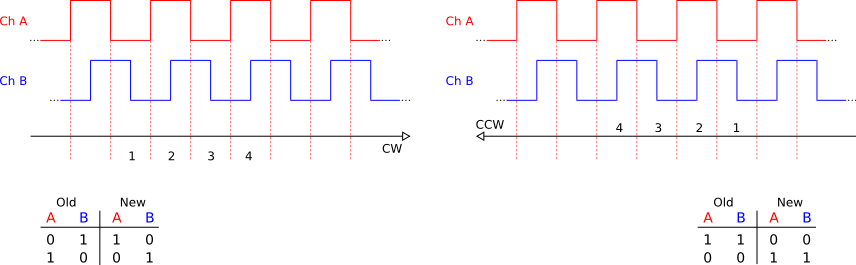 Ch A
Ch B
CW
1 2 3 4
Old New
A B A B
0 1 1 0
1 0 0 1
Ch A
Ch B
CCW
4 3 2 1
Old New
A B A B
1 1 0 0
0 0 1 1